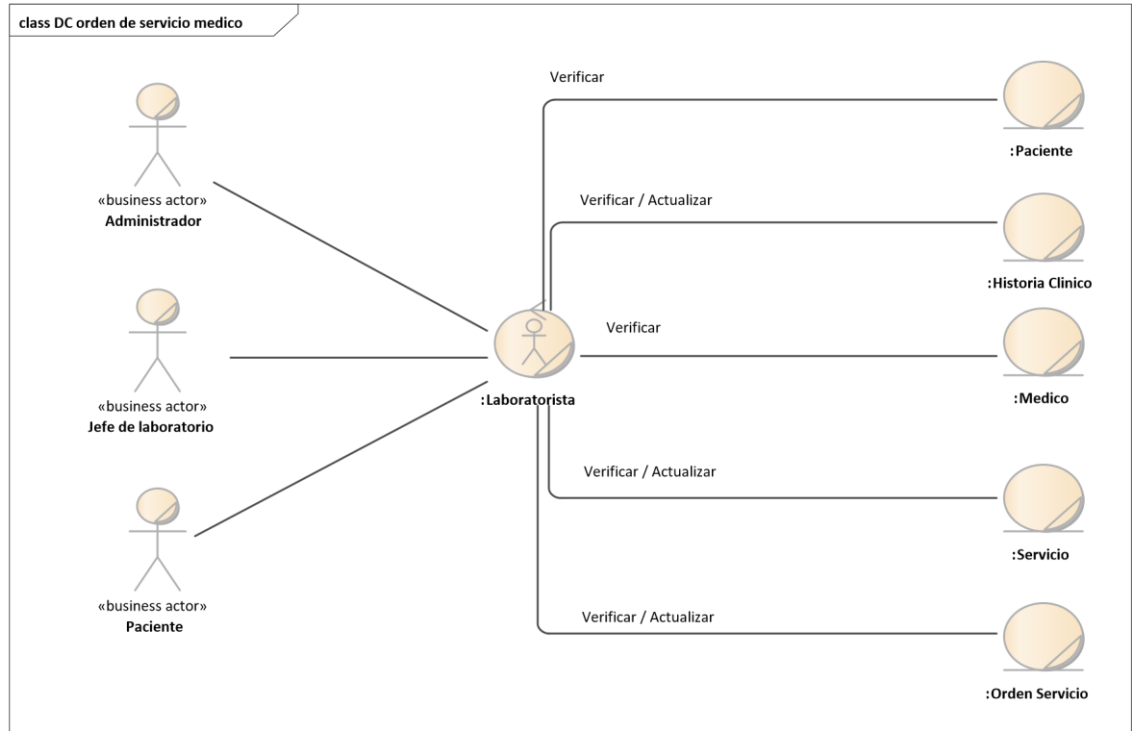 class DC orden de servicio medico
Verificar
:Paciente
«business actor»
Administrador
Verificar / Actualizar
:Historia Clinico
Verificar
:Laboratorista
:Medico
«business actor»
Jefe de laboratorio
Verificar / Actualizar
:Servicio
«business actor»
Paciente
Verificar / Actualizar
:Orden Servicio